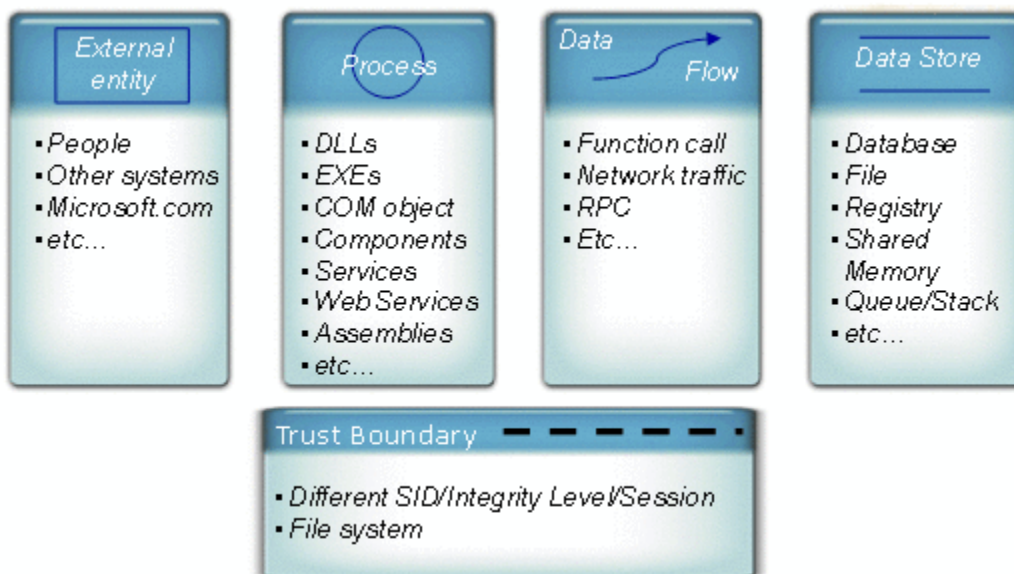 External
entity
▪ People
▪ Other systems
▪ Microsoft.com
▪ etc...
Process
▪ DLLs
▪ EXEs
▪ COM object
▪ Components
▪ Services
▪ Web Services
▪ Assemblies
▪ etc...
Data
Flow
▪ Function call
▪ Network traffic
▪ RPC
▪ Etc...
Data Store
▪ Database
▪ File
▪ Registry
▪ Shared
Memory
▪ Queue/Stack
▪ etc...
Trust Boundary
▪ Different SID/Integrity Level/Session
▪ File system